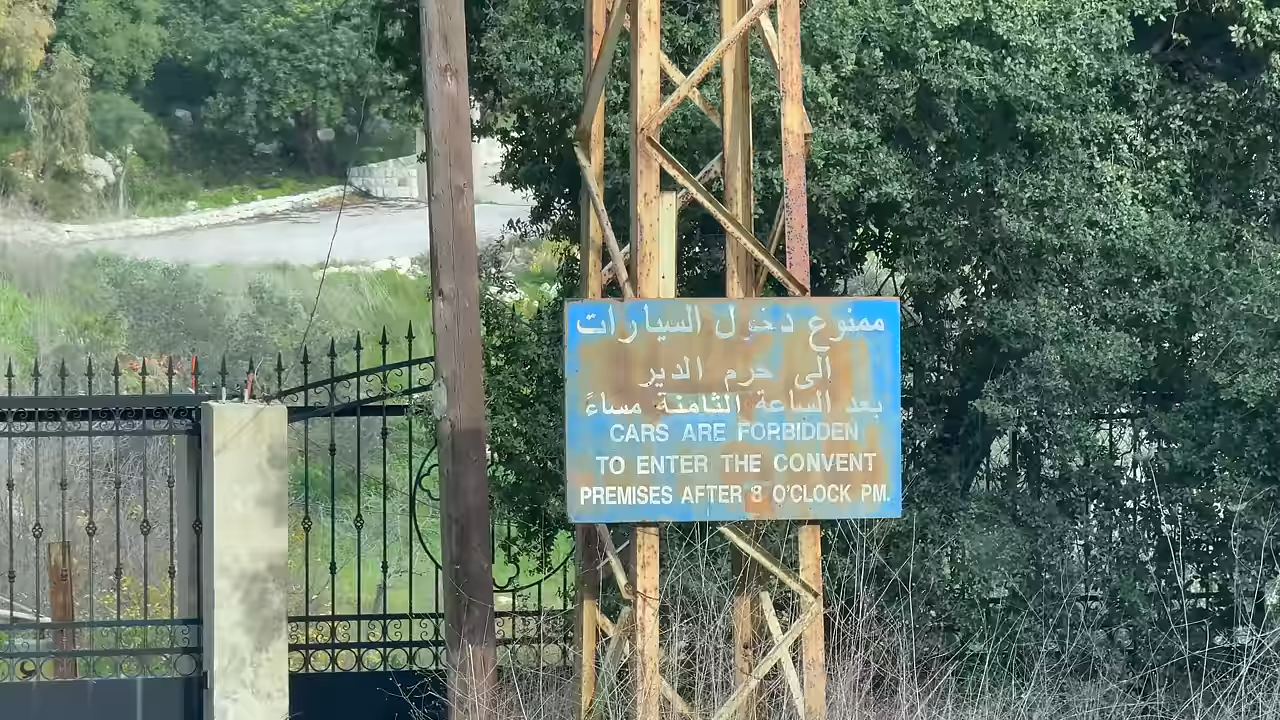 ممنوع دخول السيارات
الى حرم الدير
بعد الساعة الثامنة مساءً
CARS ARE FORBIDDEN
TO ENTER THE CONVENT
PREMISES AFTER 8 O'CLOCK PM.